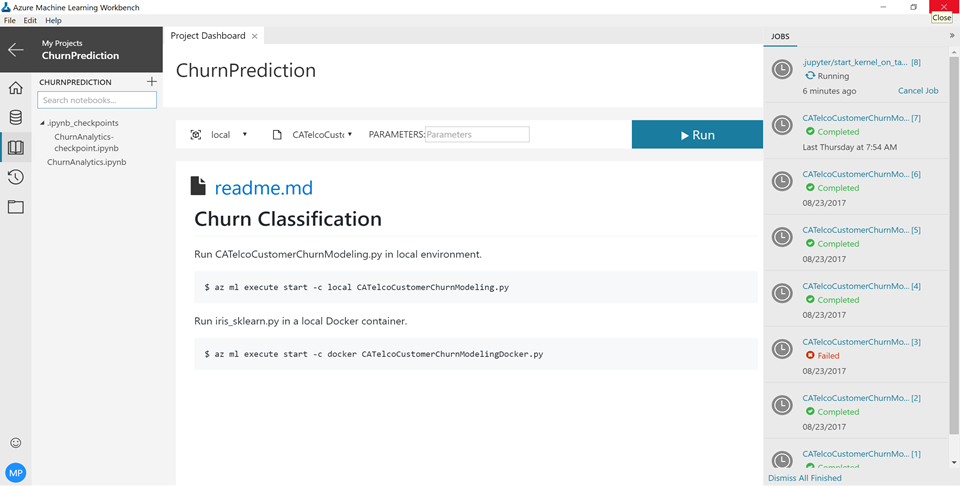 Azure Machine Learning Workbench
Close
File Edit Help
My Projects
ChurnPrediction
CHURNPREDICTION
Search notebooks...
.ipynb_checkpoints
ChurnAnalytics-
checkpoint.ipynb
ChurnAnalytics.ipynb
MP
Project Dashboard
ChurnPrediction
local
CATelcoCust
PARAMETERS:
Parameters
Run
readme.md
Churn Classification
Run CATelcoCustomerChurnModeling.py in local environment.
$ az ml execute start -c local CATelcoCustomerChurnModeling.py
Run iris_sklearn.py in a local Docker container.
$ az ml execute start -c docker CATelcoCustomerChurnModelingDocker.py
JOBS
.jupyter/start_kernel_on_ta... [8]
Running
6 minutes ago Cancel Job
CATelcoCustomerChurnMo... [7]
Completed
Last Thursday at 7:54 AM
CATelcoCustomerChurnMo... [6]
Completed
08/23/2017
CATelcoCustomerChurnMo... [5]
Completed
08/23/2017
CATelcoCustomerChurnMo... [4]
Completed
08/23/2017
CATelcoCustomerChurnMo... [3]
Failed
08/23/2017
CATelcoCustomerChurnMo... [2]
Completed
08/23/2017
CATelcoCustomerChurnMo... [1]
Completed
Dismiss All Finished